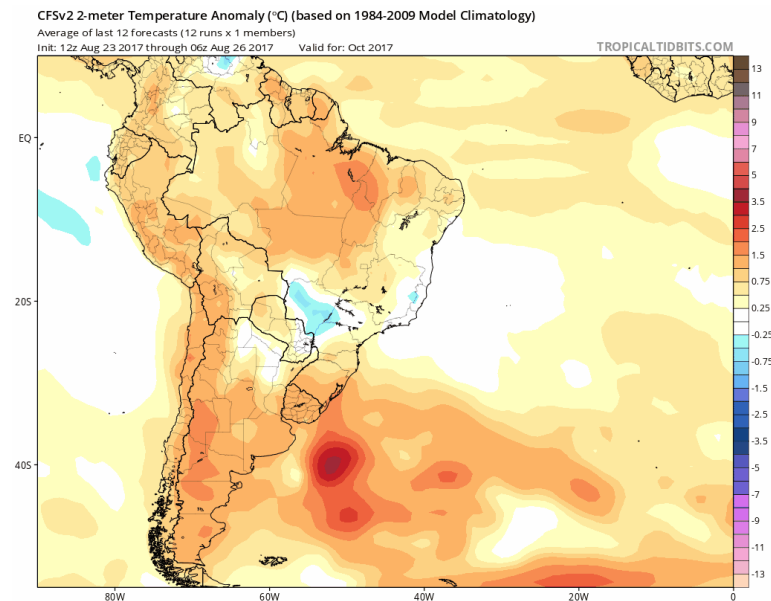 CFSv2 2-meter Temperature Anomaly (°C) (based on 1984-2009 Model Climatology)
Average of last 12 forecasts (12 runs x 1 members)
Init: 12z Aug 23 2017 through 06z Aug 26 2017 Valid for: Oct 2017 TROPICALTIDBITS.COM
13
11
9
7
EQ
5
3.5
2.5
1.5
0.75
20S
0.25
-0.25
-0.75
-1.5
-2.5
-3.5
40S
-5
-7
-9
-11
-13
80W 60W 40W 20W 0